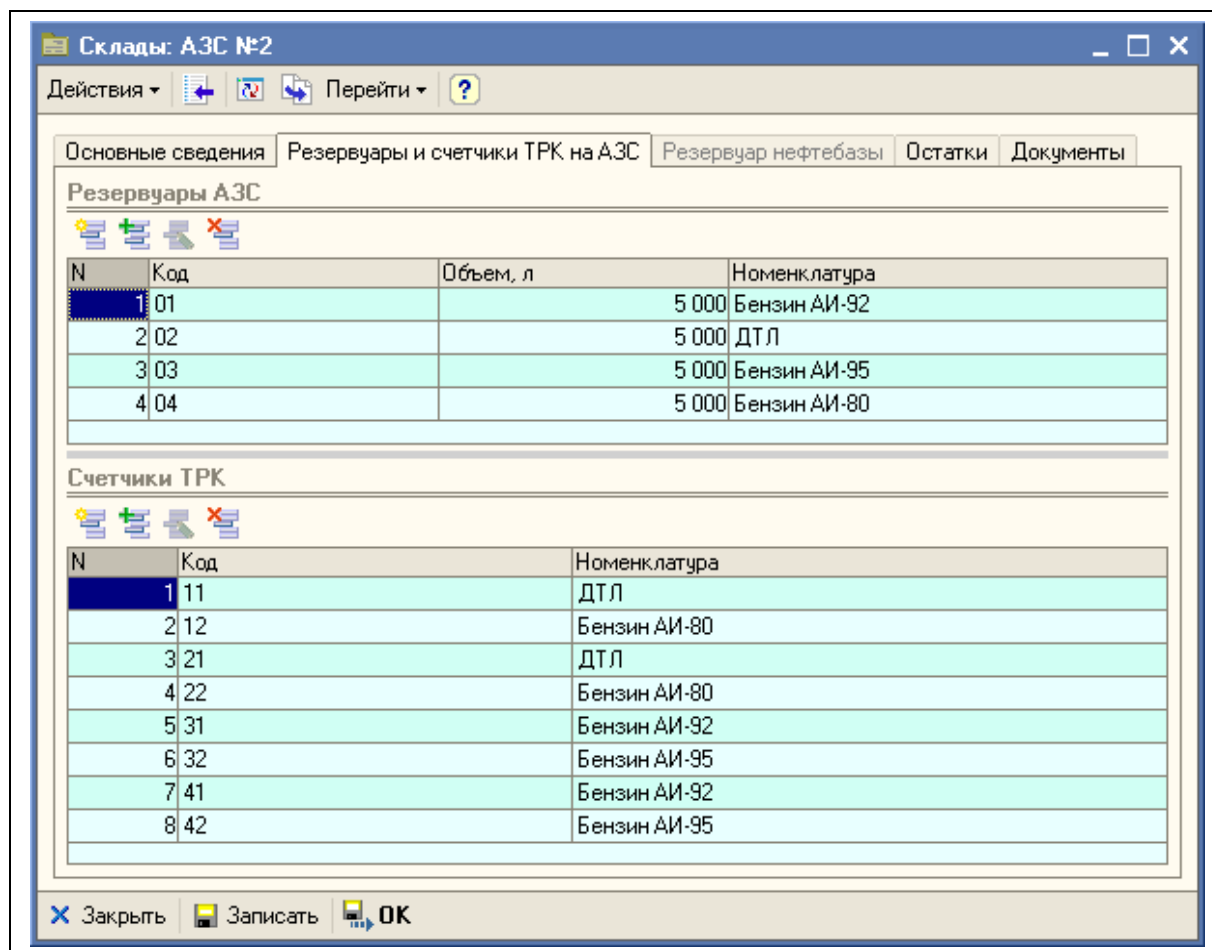 Склады: АЗС №2
Действия Перейти ?
Основные сведения Резервуары и счетчики ТРК на АЗС Резервуар нефтебазы Остатки Документы
Резервуары АЗС
N Код Объем, л Номенклатура
1 01 5 000 Бензин АИ-92
2 02 5 000 ДТЛ
3 03 5 000 Бензин АИ-95
4 04 5 000 Бензин АИ-80
Счетчики ТРК
N Код Номенклатура
1 11 ДТЛ
2 12 Бензин АИ-80
3 21 ДТЛ
4 22 Бензин АИ-80
5 31 Бензин АИ-92
6 32 Бензин АИ-95
7 41 Бензин АИ-92
8 42 Бензин АИ-95
Закрыть Записать OK